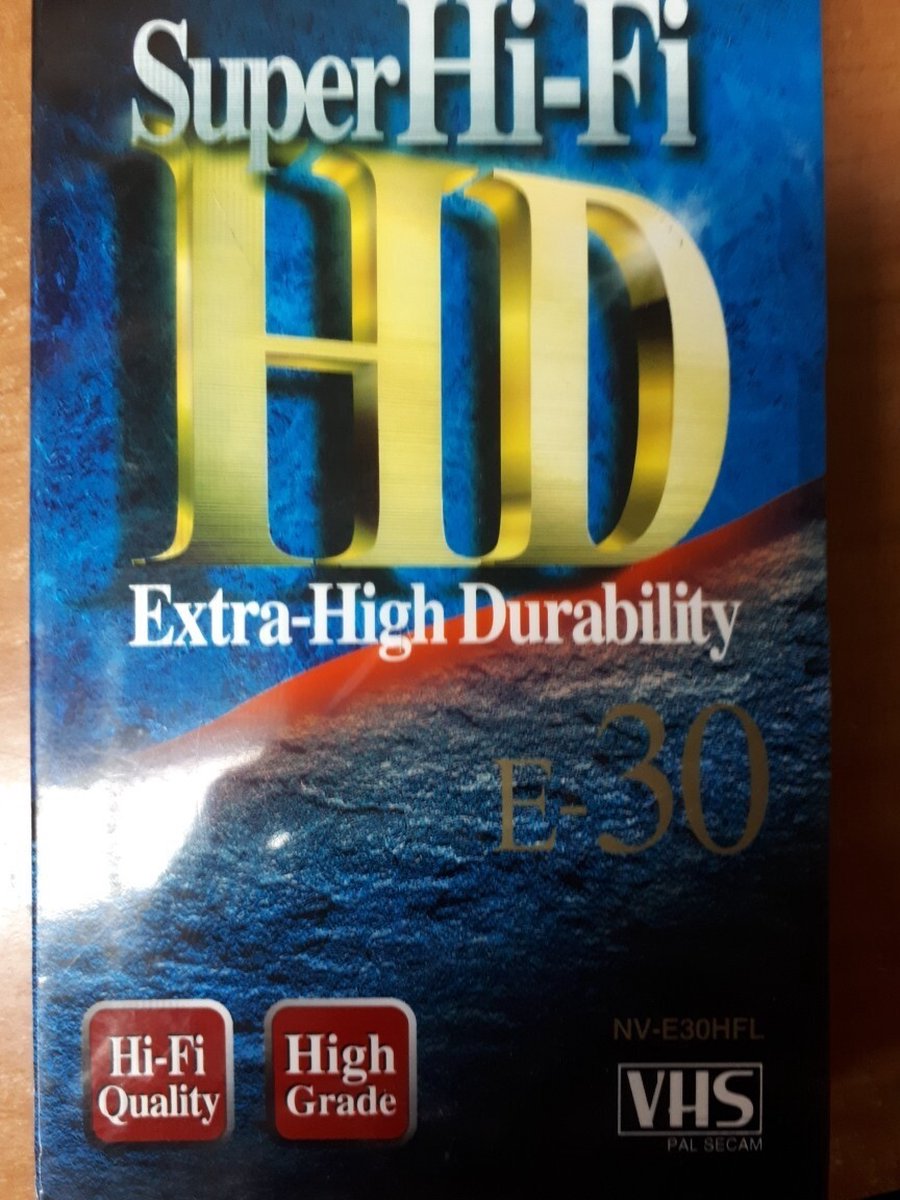 Super Hi-Fi
HD
Extra-High Durability
E-30
Hi-Fi
Quality
High
Grade
NV-E30HFL
VHS
PAL SECAM